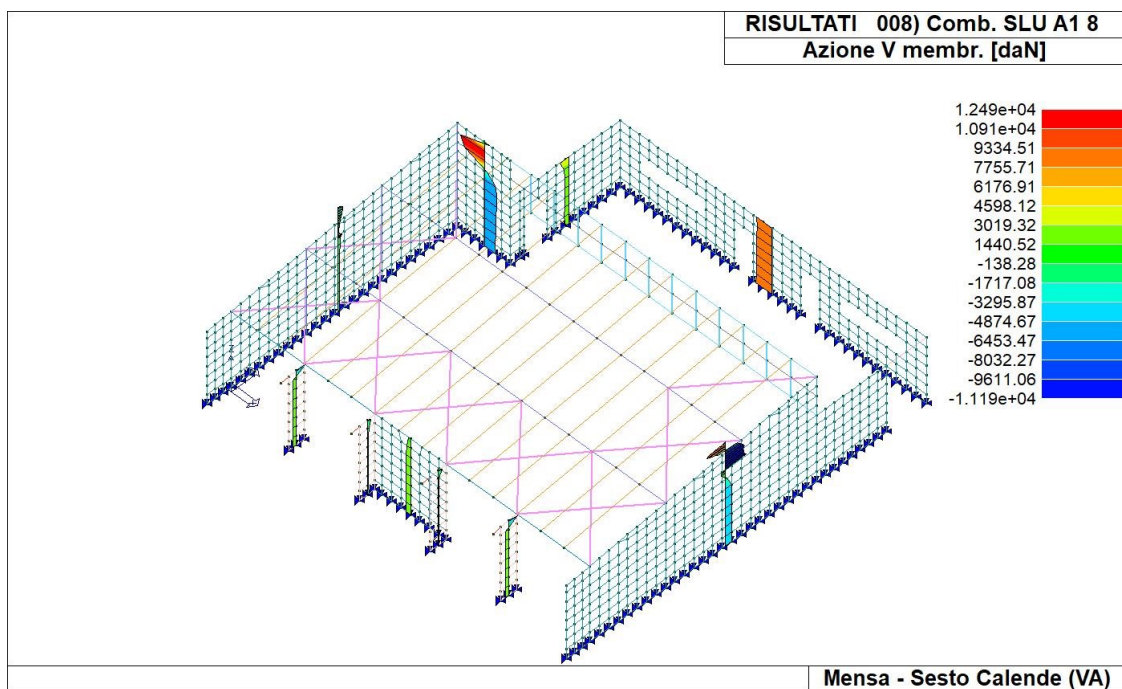 RISULTATI 008) Comb. SLU A1 8
Azione V membr. [daN]
1.249e+04
1.091e+04
9334.51
7755.71
6176.91
4598.12
3019.32
1440.52
-138.28
-1717.08
-3295.87
-4874.67
-6453.47
-8032.27
-9611.06
-1.119e+04
Mensa - Sesto Calende (VA)